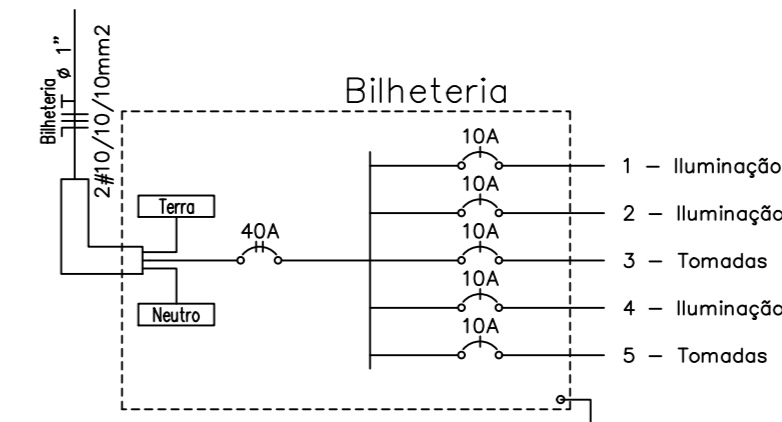 Bilheteria
ø 1”
2#10/10/10mm2
Bilheteria
Terra
Neutro
40A
10A
1 – Iluminação
10A
2 – Iluminação
10A
3 – Tomadas
10A
4 – Iluminação
10A
5 – Tomadas